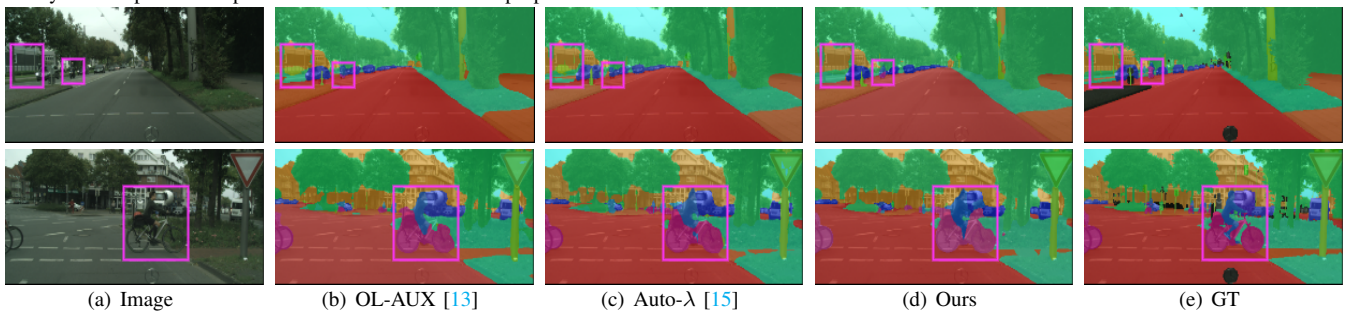 (a) Image
(b) OL-AUX [13]
(c) Auto-λ [15]
(d) Ours
(e) GT